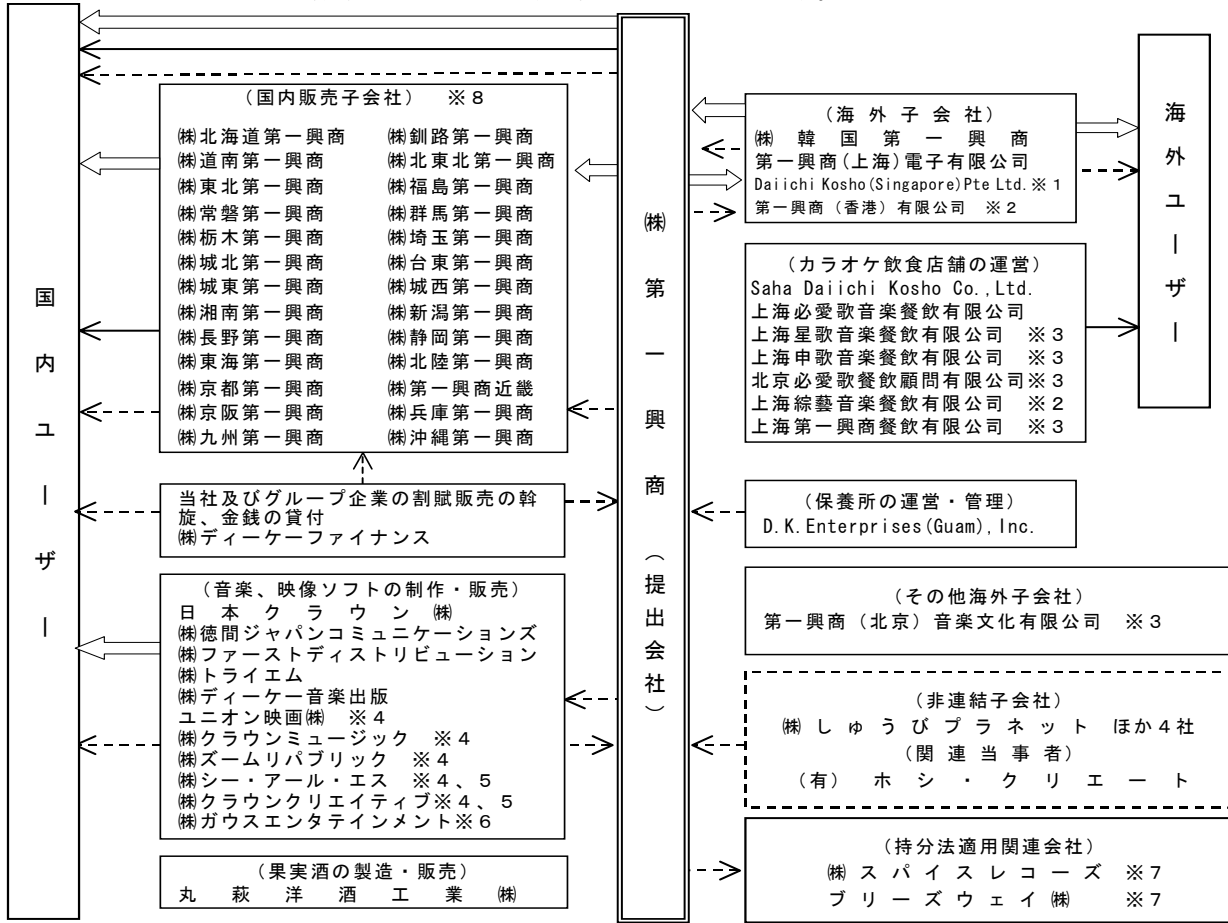 国内ユーザー
(国内販売子会社) ※8
㈱北海道第一興商 ㈱釧路第一興商
㈱道南第一興商 ㈱北東北第一興商
㈱東北第一興商 ㈱福島第一興商
㈱常磐第一興商 ㈱群馬第一興商
㈱栃木第一興商 ㈱埼玉第一興商
㈱城北第一興商 ㈱台東第一興商
㈱城東第一興商 ㈱城西第一興商
㈱湘南第一興商 ㈱新潟第一興商
㈱長野第一興商 ㈱静岡第一興商
㈱東海第一興商 ㈱北陸第一興商
㈱京都第一興商 ㈱第一興商近畿
㈱京阪第一興商 ㈱兵庫第一興商
㈱九州第一興商 ㈱沖縄第一興商
当社及びグループ企業の割賦販売の斡
旋、金銭の貸付
㈱ディーケーファイナンス
(音楽、映像ソフトの制作・販売)
日本クラウン㈱
㈱徳間ジャパンコミュニケーションズ
㈱ファーストディストリビューション
㈱トライエム
㈱ディーケー音楽出版
ユニオン映画㈱ ※4
㈱クラウンミュージック ※4
㈱ズームリパブリック ※4
㈱シー・アール・エス ※4、5
㈱クラウンクリエイティブ※4、5
㈱ガウスエンタテインメント※6
(果実酒の製造・販売)
丸萩洋酒工業㈱
㈱第一興商(提出会社)
(海外子会社)
㈱韓国第一興商
第一興商(上海)電子有限公司
Daiichi Kosho(Singapore)Pte Ltd.※1
第一興商(香港)有限公司 ※2
(カラオケ飲食店舗の運営)
Saha Daiichi Kosho Co.,Ltd.
上海必愛歌音楽餐飲有限公司
上海星歌音楽餐飲有限公司 ※3
上海申歌音楽餐飲有限公司 ※3
北京必愛歌餐飲顧問有限公司※3
上海綜藝音楽餐飲有限公司 ※2
上海第一興商餐飲有限公司 ※3
(保養所の運営・管理)
D.K.Enterprises(Guam),Inc.
(その他海外子会社)
第一興商(北京)音楽文化有限公司 ※3
(非連結子会社)
㈱しゅうびプラネット ほか4社
(関連当事者)
(有)ホシ・クリエート
(持分法適用関連会社)
㈱スパイスレコーズ ※7
ブリーズウェイ㈱ ※7
海外ユーザー